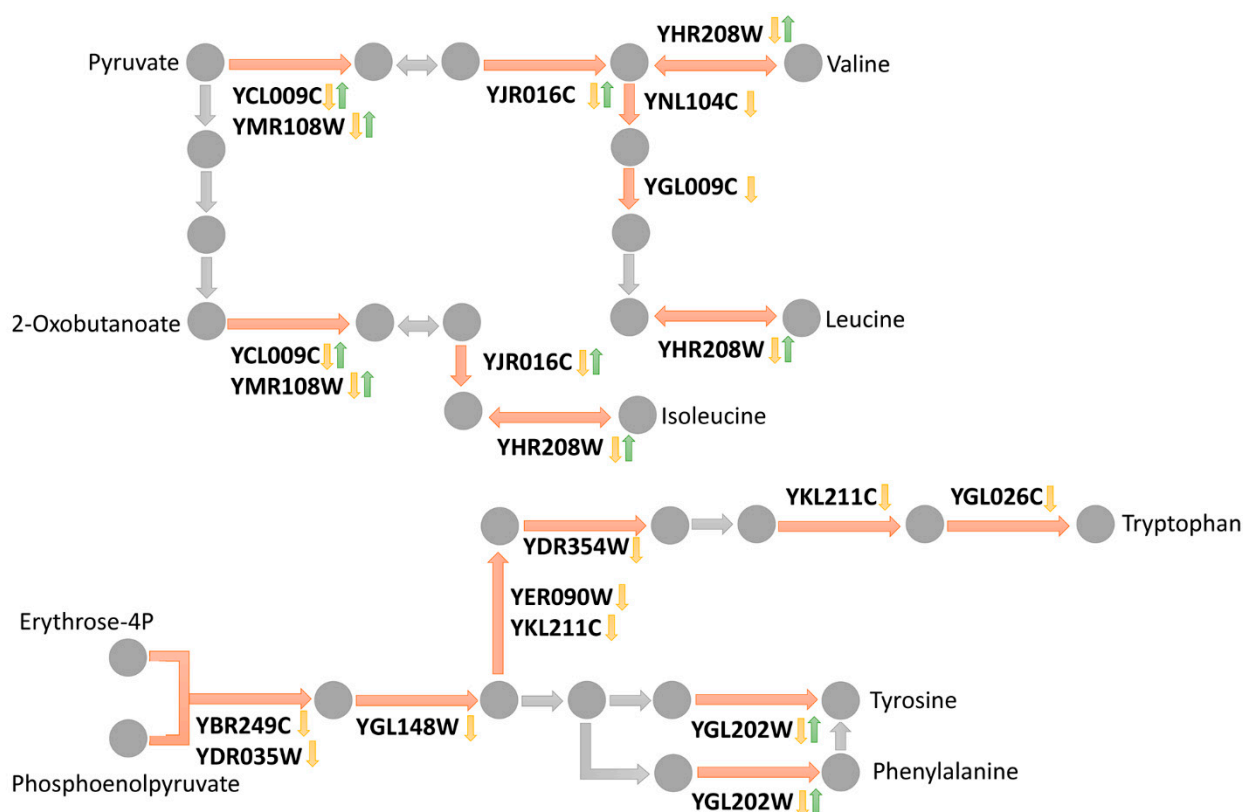 YHR208W
Pyruvate
Valine
YCL009C
YJR016C
YNL104C
YMR108W
YGL009C
2-Oxobutanoate
Leucine
YCL009C
YJR016C
YHR208W
YMR108W
Isoleucine
YHR208W
YKL211C
YGL026C
Tryptophan
YDR354W
YER090W
YKL211C
Erythrose-4P
Tyrosine
YBR249C
YGL148W
YGL202W
YDR035W
Phosphoenolpyruvate
Phenylalanine
YGL202W